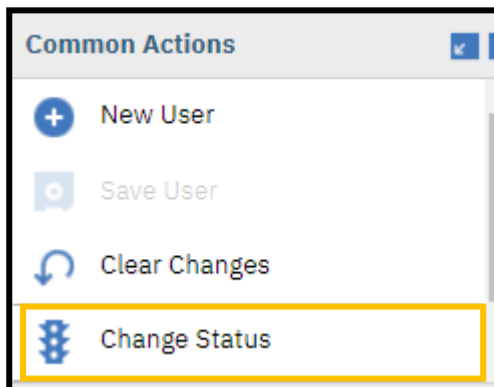 Common Actions
New User
Save User
Clear Changes
Change Status